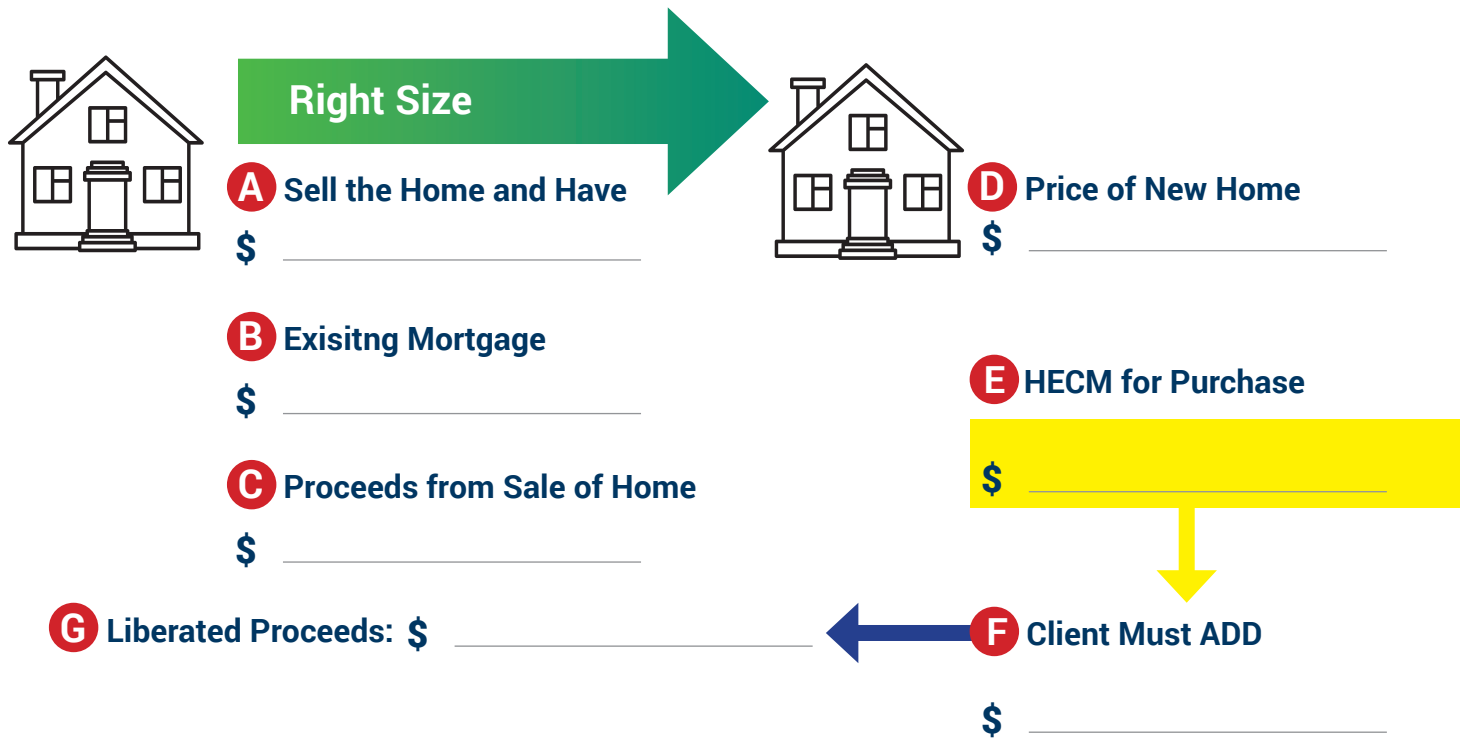 Right Size
A Sell the Home and Have
$
B Exisitng Mortgage
$
C Proceeds from Sale of Home
$
D Price of New Home
$
E HECM for Purchase
$
F Client Must ADD
$
G Liberated Proceeds: $